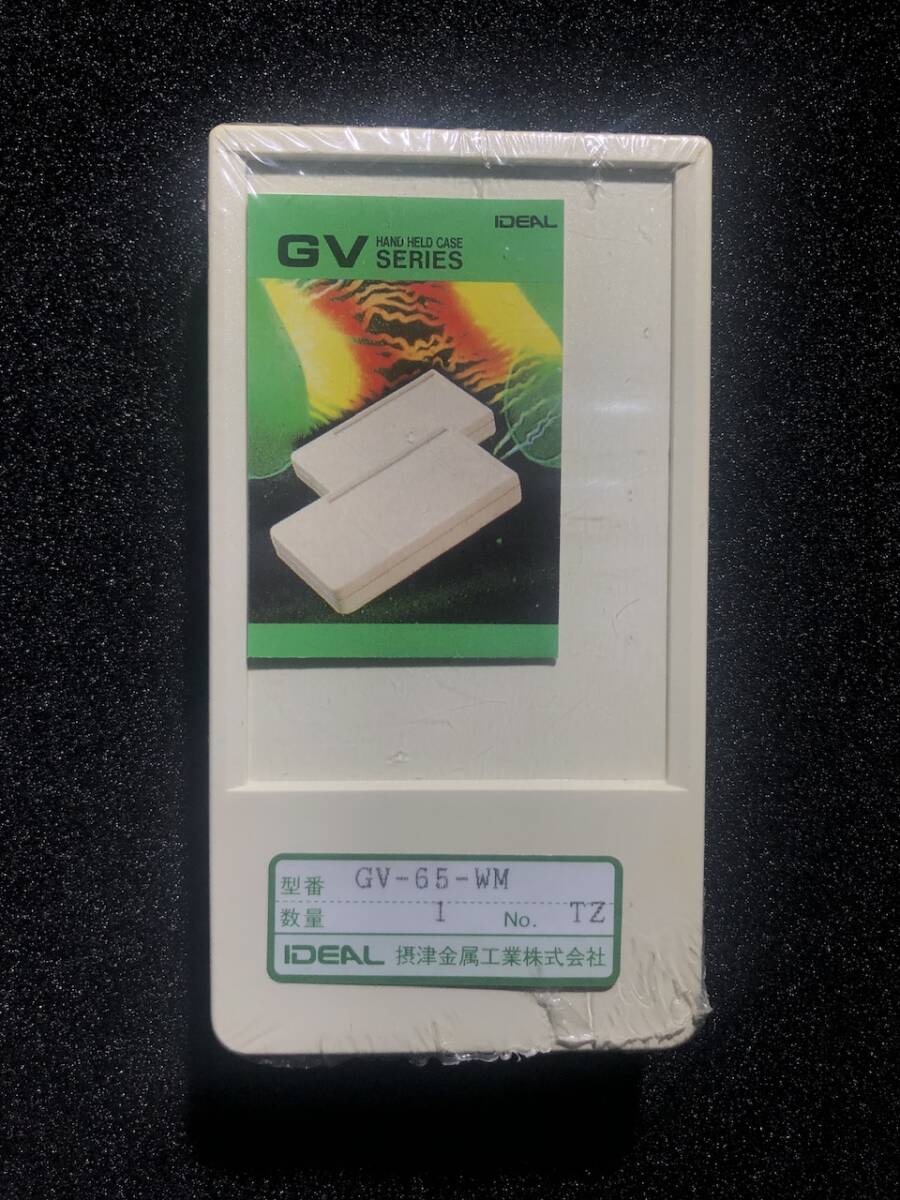 IDEAL
GV HAND HELD CASE
SERIES
型番 GV-65-WM
数量 1 No. TZ
IDEAL 摂津金属工業株式会社